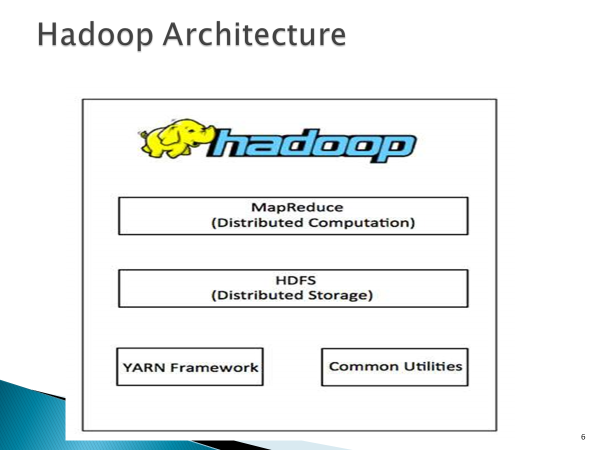 Hadoop Architecture
hadoop
MapReduce
(Distributed Computation)
HDFS
(Distributed Storage)
YARN Framework
Common Utilities
6